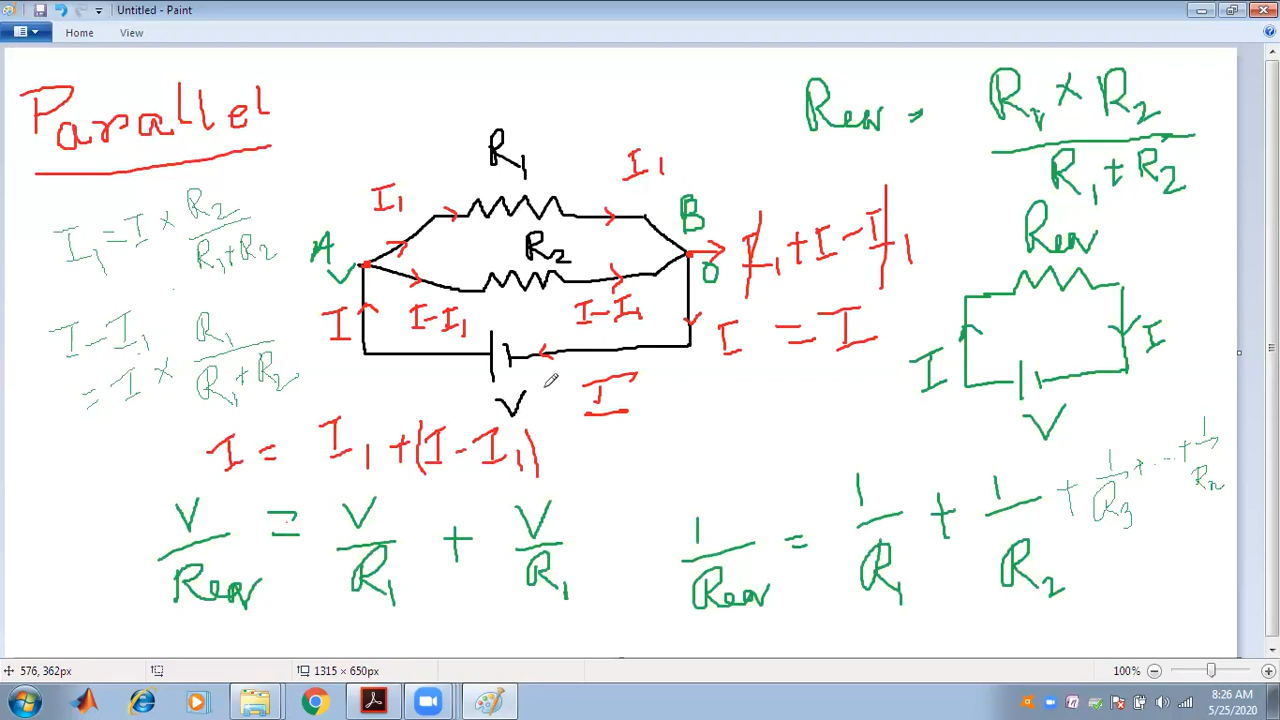 Untitled - Paint
Home View
Parallel
Req = R1 × R2 / R1 + R2
R1
I1
I1
I1 = I × R2 / R1+R2
A
V
R2
B
0
I1 + I - I1
Req
I
I-I1
I-I1
I = I
I
I
I - I1
= I × R1 / R1 + R2
V
I
V
I = I1 + (I - I1)
V/Req = V/R1 + V/R1
1/Req = 1/R1 + 1/R2 + 1/R3 + ... + 1/Rn
576, 362px
1315 × 650px
100%
8:26 AM
5/25/2020